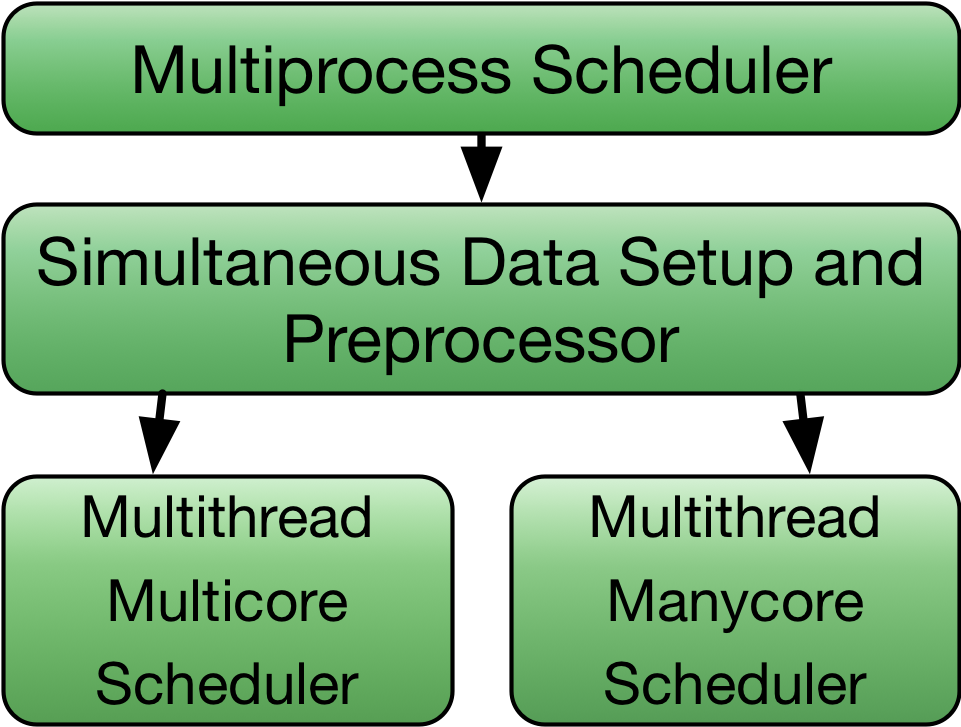 Multiprocess Scheduler
Simultaneous Data Setup and
Preprocessor
Multithread
Multicore
Scheduler
Multithread
Manycore
Scheduler